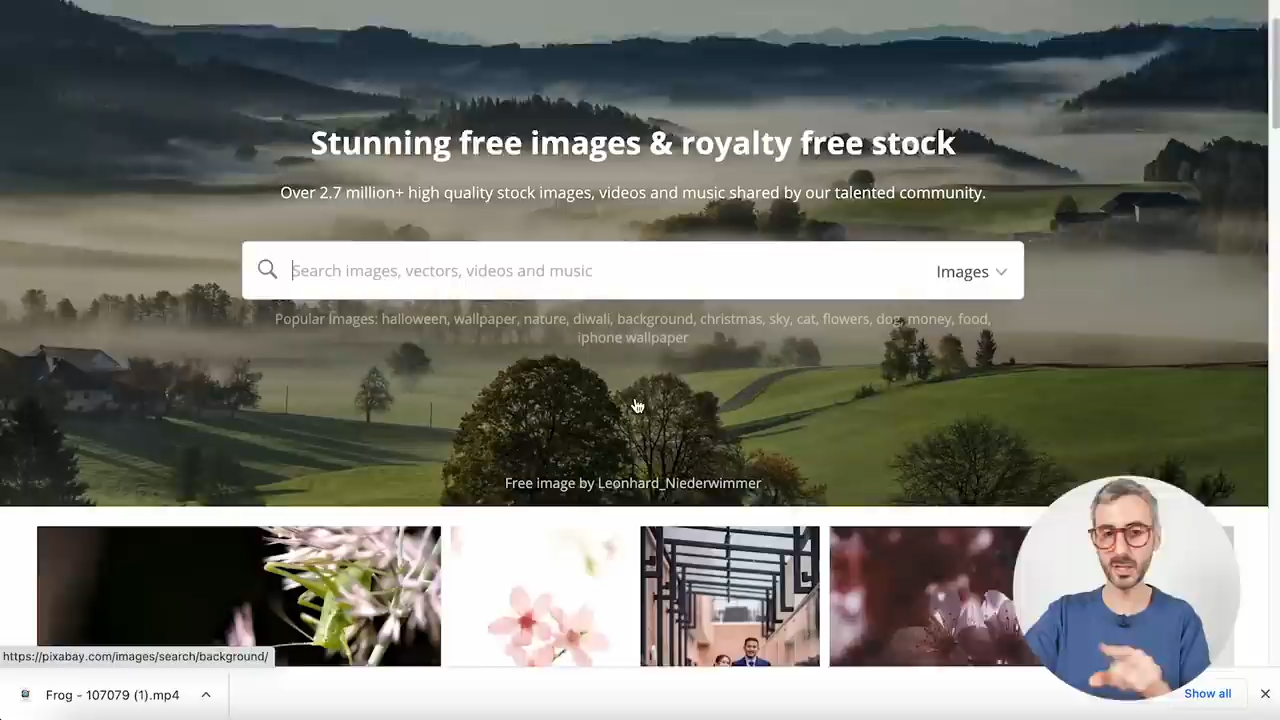 Stunning free images & royalty free stock
Over 2.7 million+ high quality stock images, videos and music shared by our talented community.
Search images, vectors, videos and music
Images
Popular Images: halloween, wallpaper, nature, diwali, background, christmas, sky, cat, flowers, dog, money, food,
iphone wallpaper
Free image by Leonhard_Niederwimmer
https://pixabay.com/images/search/background/
Frog - 107079 (1).mp4
Show all